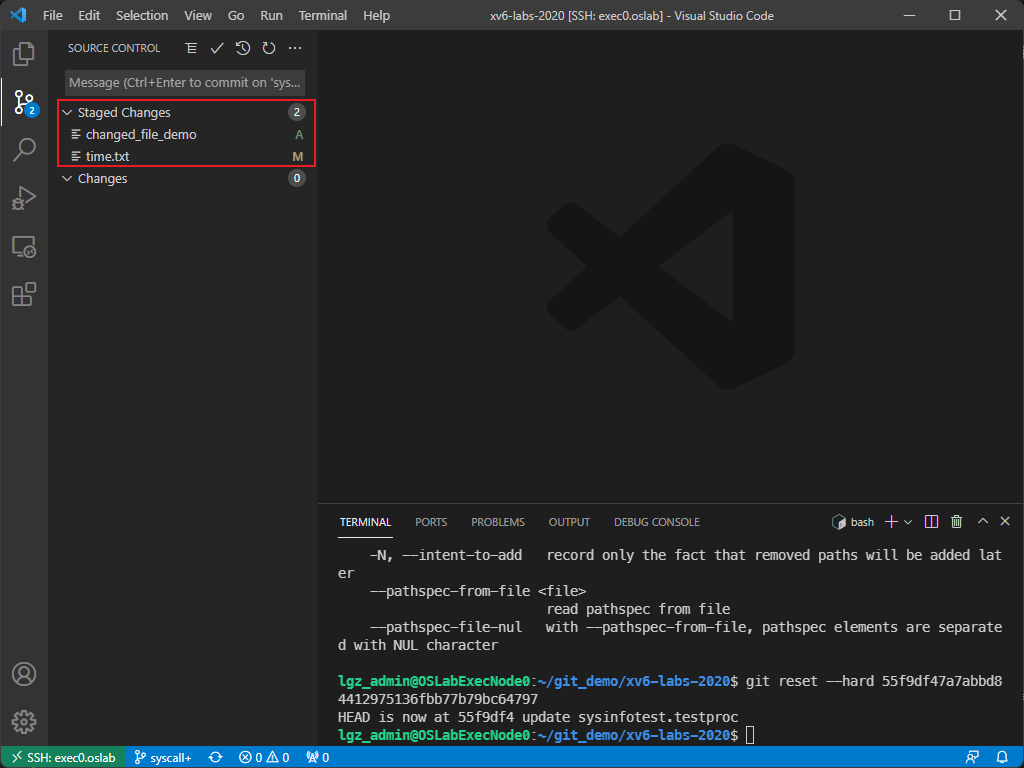 File Edit Selection View Go Run Terminal Help xv6-labs-2020 [SSH: exec0.oslab] - Visual Studio Code
SOURCE CONTROL
Message (Ctrl+Enter to commit on 'sys...
2
Staged Changes 2
changed_file_demo A
time.txt M
Changes 0
TERMINAL PORTS PROBLEMS OUTPUT DEBUG CONSOLE bash
-N, --intent-to-add record only the fact that removed paths will be added lat
er
--pathspec-from-file <file>
read pathspec from file
--pathspec-file-nul with --pathspec-from-file, pathspec elements are separate
d with NUL character
lgz_admin@OSLabExecNode0:~/git_demo/xv6-labs-2020$ git reset --hard 55f9df47a7abbd8
4412975136fbb77b79bc64797
HEAD is now at 55f9df4 update sysinfotest.testproc
lgz_admin@OSLabExecNode0:~/git_demo/xv6-labs-2020$
SSH: exec0.oslab syscall+ 0 0 0